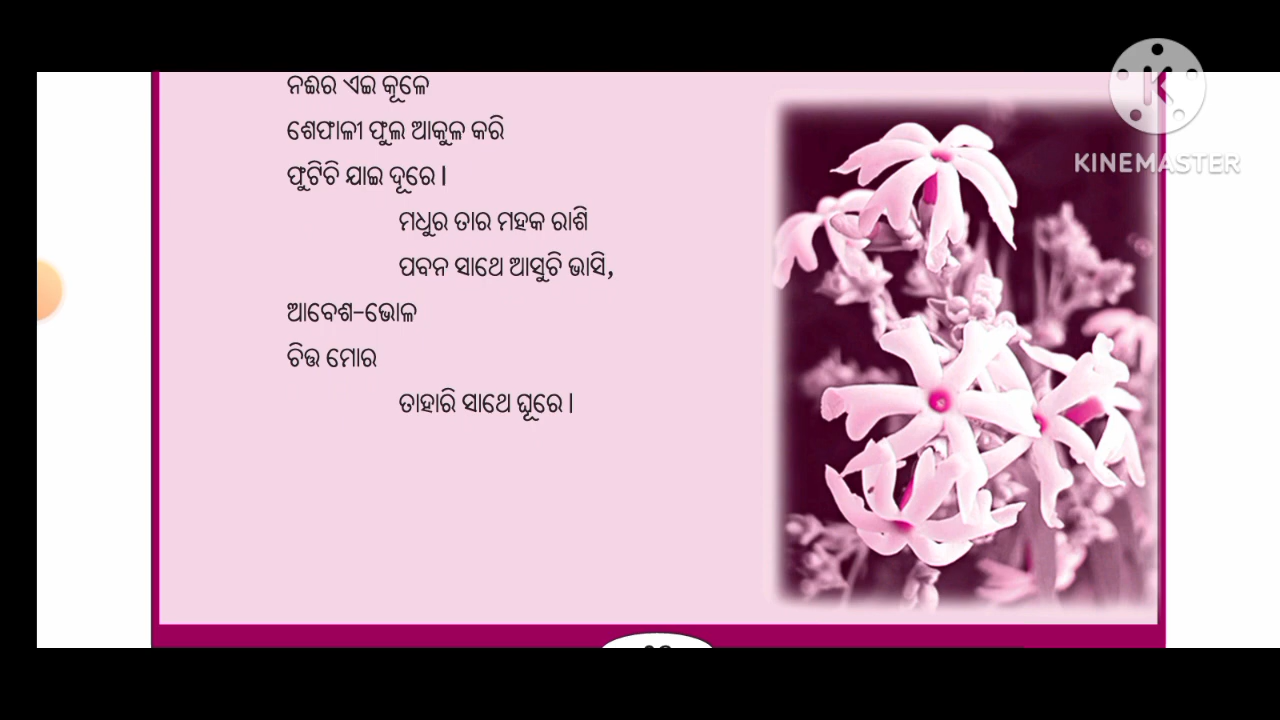 ନଈର ଏଇ କୂଳେ
ଶେଫାଳୀ ଫୁଲ ଆକୁଳ କରି
ଫୁଟିଚି ଯାଇ ଦୂରେ।
ମଧୁର ତାର ମହକ ରାଶି
ପବନ ସାଥେ ଆସୁଚି ଭାସି,
ଆବେଶ-ଭୋଳ
ଚିତ୍ତ ମୋର
ତାହାରି ସାଥେ ଘୂରେ।
K
KINEMASTER